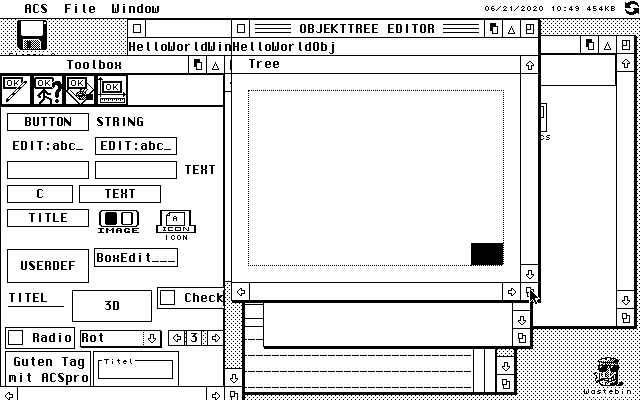 ACS File Window 06/21/2020 10:49 454KB
OBJEKTTREE EDITOR
HelloWorldWin HelloWorldObj
Toolbox
Tree
OK OK OK OK
BUTTON STRING
EDIT:abc_ EDIT:abc_
TEXT
C TEXT
TITLE IMAGE ICON
ICON
USERDEF BoxEdit___
TITEL 3D Check
Radio Rot 3
Guten Tag Titel
mit ACSpro
Wastebin